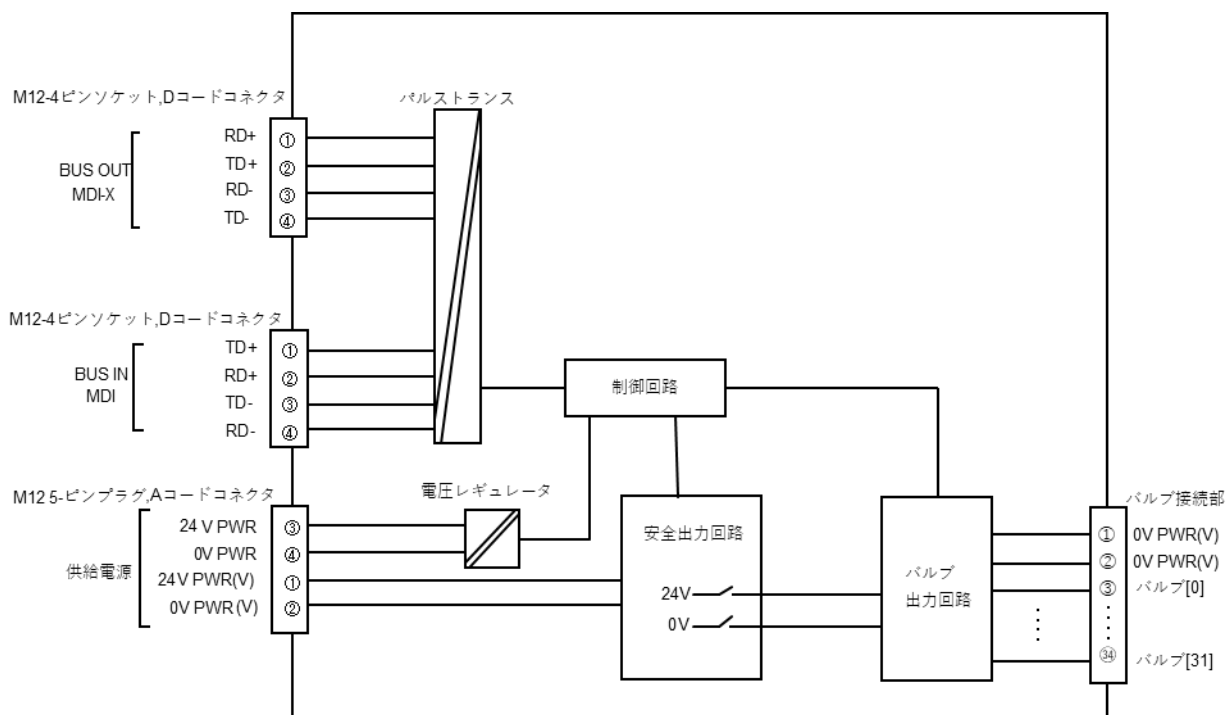 M12-4ピンソケット,Dコードコネクタ
パルストランス
BUS OUT
MDI-X
RD+
①
TD+
②
RD-
③
TD-
④
M12-4ピンソケット,Dコードコネクタ
BUS IN
MDI
TD+
①
RD+
②
TD-
③
RD-
④
制御回路
M12 5-ピンプラグ,Aコードコネクタ
電圧レギュレータ
供給電源
24 V PWR
③
0V PWR
④
24V PWR(V)
①
0V PWR (V)
②
安全出力回路
24V
0V
バルブ
出力回路
バルブ接続部
① 0V PWR(V)
② 0V PWR(V)
③ バルブ[0]
㉞ バルブ[31]